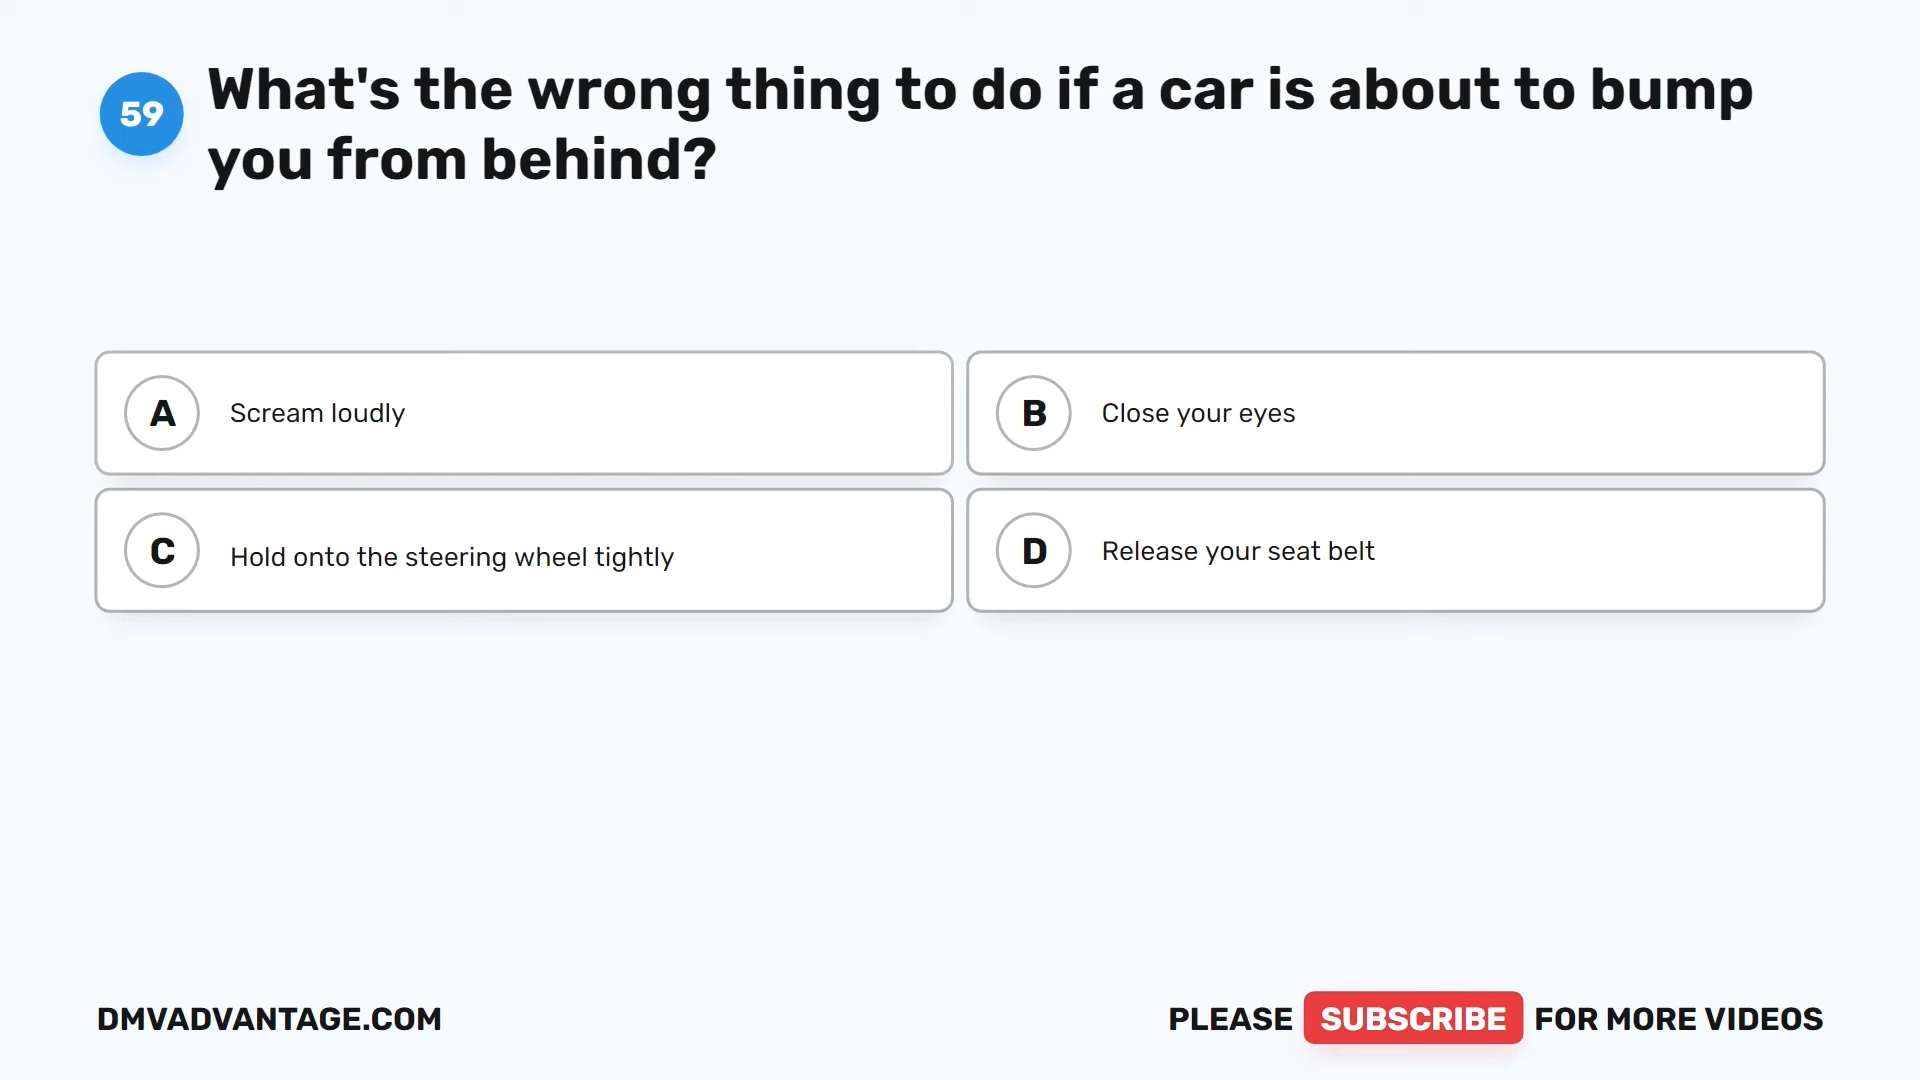 59
What's the wrong thing to do if a car is about to bump
you from behind?
A Scream loudly
B Close your eyes
C Hold onto the steering wheel tightly
D Release your seat belt
DMVADVANTAGE.COM
PLEASE SUBSCRIBE FOR MORE VIDEOS